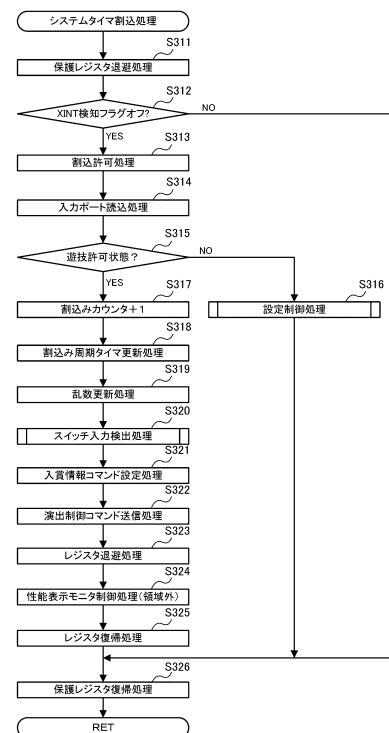 システムタイマ割込処理
S311
保護レジスタ退避処理
S312
XINT検知フラグオフ?
NO
YES
S313
割込許可処理
S314
入力ポート読込処理
S315
遊技許可状態？
NO
YES
S316
設定制御処理
S317
割込みカウンタ＋1
S318
割込み周期タイマ更新処理
S319
乱数更新処理
S320
スイッチ入力検出処理
S321
入賞情報コマンド設定処理
S322
演出制御コマンド送信処理
S323
レジスタ退避処理
S324
性能表示モニタ制御処理(領域外)
S325
レジスタ復帰処理
S326
保護レジスタ復帰処理
RET